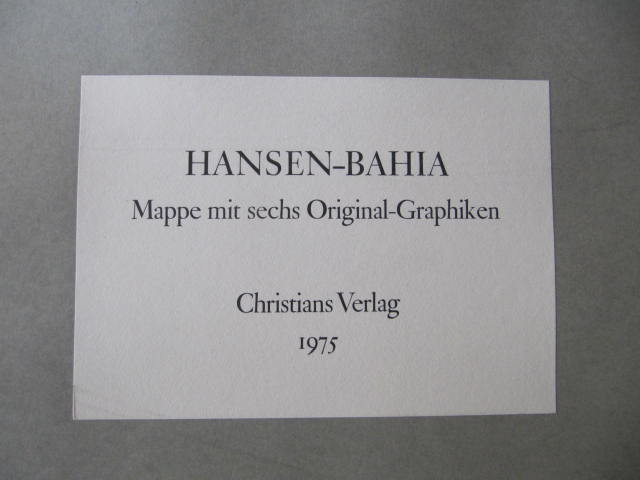 HANSEN-BAHIA
Mappe mit sechs Original-Graphiken
Christians Verlag
1975